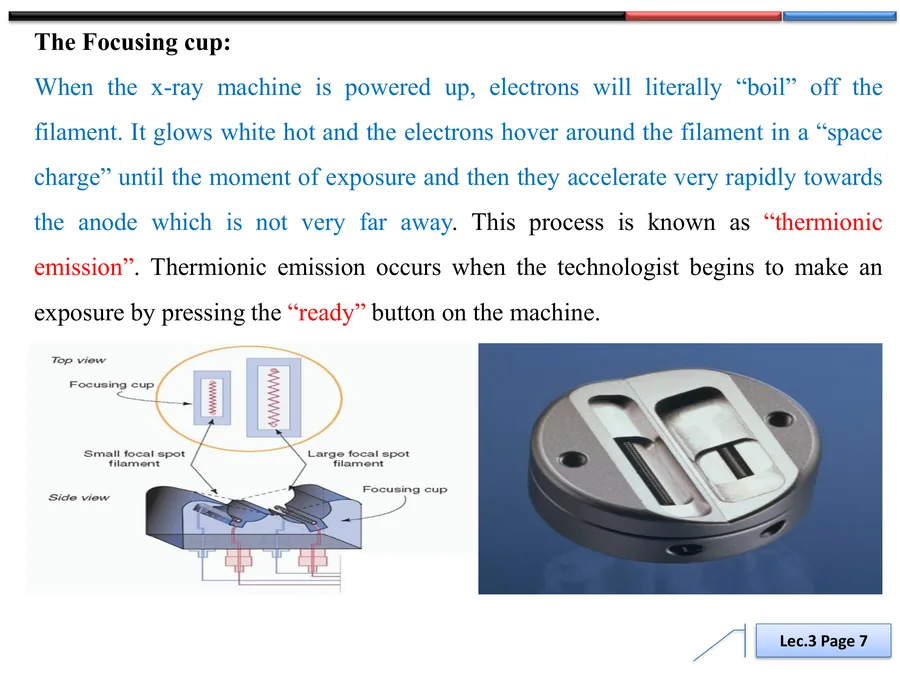 The Focusing cup:
When the x-ray machine is powered up, electrons will literally “boil” off the
filament. It glows white hot and the electrons hover around the filament in a “space
charge” until the moment of exposure and then they accelerate very rapidly towards
the anode which is not very far away. This process is known as “thermionic
emission”. Thermionic emission occurs when the technologist begins to make an
exposure by pressing the “ready” button on the machine.
Top view
Focusing cup
Small focal spot
filament
Large focal spot
filament
Side view
Focusing cup
Lec.3 Page 7